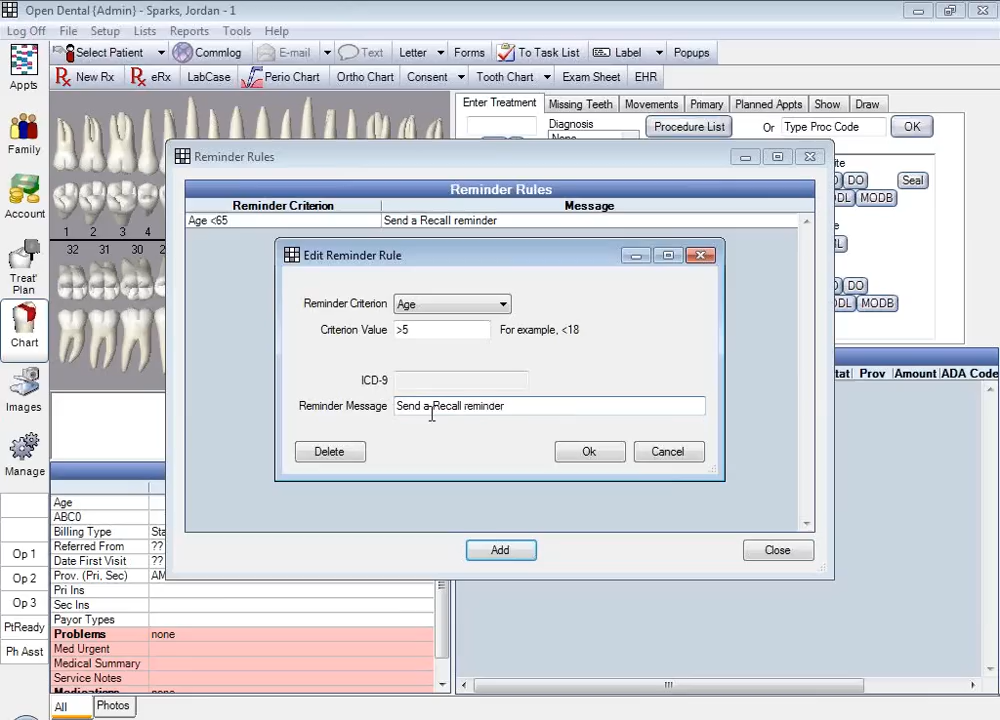 Open Dental {Admin} - Sparks, Jordan - 1
Log Off File Setup Lists Reports Tools Help
Select Patient Commlog E-mail Text Letter Forms To Task List Label Popups
New Rx eRx LabCase Perio Chart Ortho Chart Consent Tooth Chart Exam Sheet EHR
Appts
Family
Account
Treat'
Plan
Chart
Images
Manage
Op 1
Op 2
Op 3
PtReady
Ph Asst
Enter Treatment Missing Teeth Movements Primary Planned Appts Show Draw
Diagnosis
Procedure List Or Type Proc Code OK
DO Seal
MODB
DO
MODB
1 2 3 4
32 31 30
Reminder Rules
Reminder Rules
Reminder Criterion Message
Age <65 Send a Recall reminder
Edit Reminder Rule
Reminder Criterion Age
Criterion Value >5 For example, <18
ICD-9
Reminder Message Send a Recall reminder
Delete Ok Cancel
Add Close
tat Prov Amount ADA Code
Age
ABC0
Billing Type Sta
Referred From ??
Date First Visit ??
Prov. (Pri, Sec) AM
Pri Ins
Sec Ins
Payor Types
Problems none
Med Urgent
Medical Summary
Service Notes
Medications none
All Photos